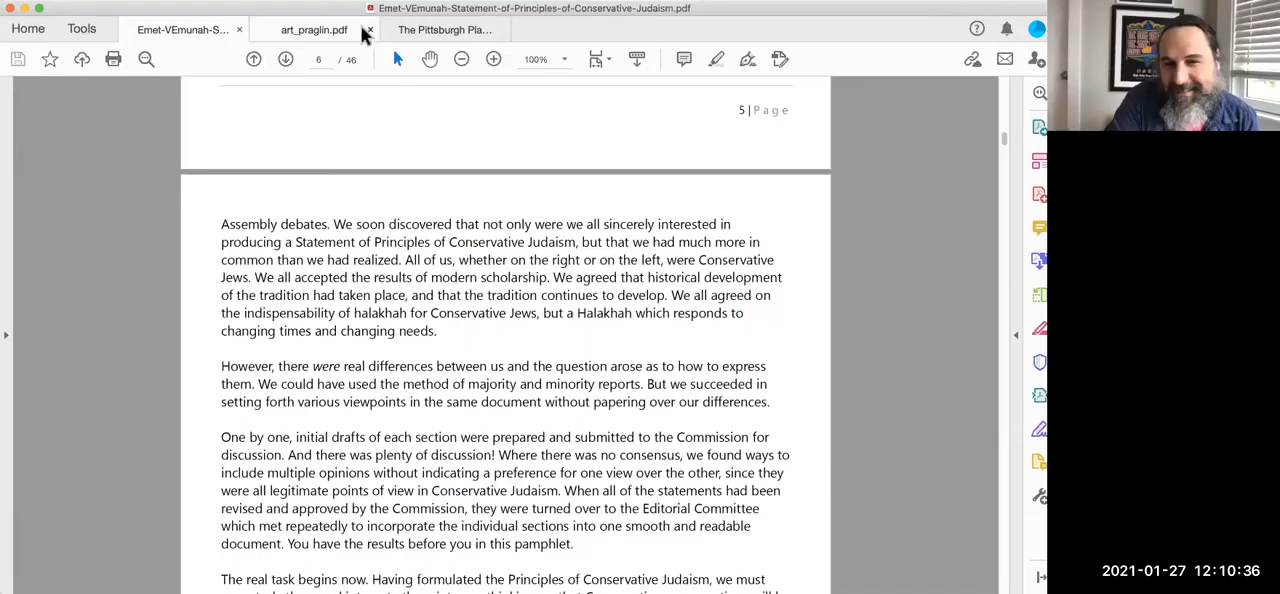 Emet-VEmunah-Statement-of-Principles-of-Conservative-Judaism.pdf
Home
Tools
Emet-VEmunah-S...
art_praglin.pdf
The Pittsburgh Pla...
6 / 46
100%
5 | Page
Assembly debates. We soon discovered that not only were we all sincerely interested in
producing a Statement of Principles of Conservative Judaism, but that we had much more in
common than we had realized. All of us, whether on the right or on the left, were Conservative
Jews. We all accepted the results of modern scholarship. We agreed that historical development
of the tradition had taken place, and that the tradition continues to develop. We all agreed on
the indispensability of halakhah for Conservative Jews, but a Halakhah which responds to
changing times and changing needs.
However, there were real differences between us and the question arose as to how to express
them. We could have used the method of majority and minority reports. But we succeeded in
setting forth various viewpoints in the same document without papering over our differences.
One by one, initial drafts of each section were prepared and submitted to the Commission for
discussion. And there was plenty of discussion! Where there was no consensus, we found ways to
include multiple opinions without indicating a preference for one view over the other, since they
were all legitimate points of view in Conservative Judaism. When all of the statements had been
revised and approved by the Commission, they were turned over to the Editorial Committee
which met repeatedly to incorporate the individual sections into one smooth and readable
document. You have the results before you in this pamphlet.
The real task begins now. Having formulated the Principles of Conservative Judaism, we must
2021-01-27 12:10:36